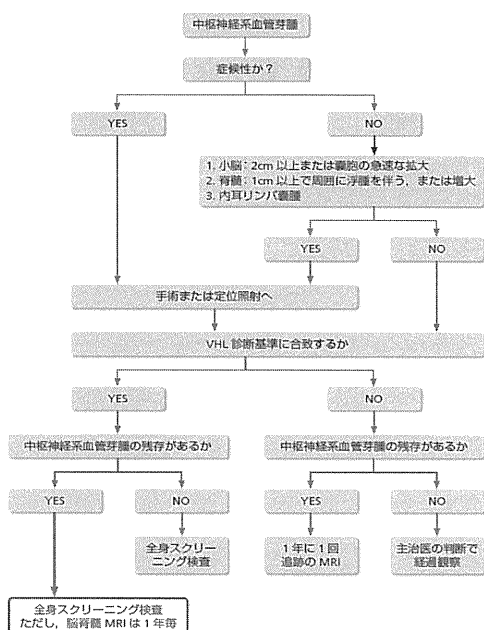 中枢神経系血管芽腫
症候性か？
YES
NO
1. 小脳：2cm 以上または嚢胞の急速な拡大
2. 脊髄：1cm 以上で周囲に浮腫を伴う，または増大
3. 内耳リンパ嚢腫
YES
NO
手術または定位照射へ
VHL 診断基準に合致するか
YES
NO
中枢神経系血管芽腫の残存があるか
中枢神経系血管芽腫の残存があるか
YES
NO
YES
NO
全身スクリー
ニング検査
1 年に 1 回
追跡の MRI
主治医の判断で
経過観察
全身スクリーニング検査
ただし，脳脊髄 MRI は 1 年毎